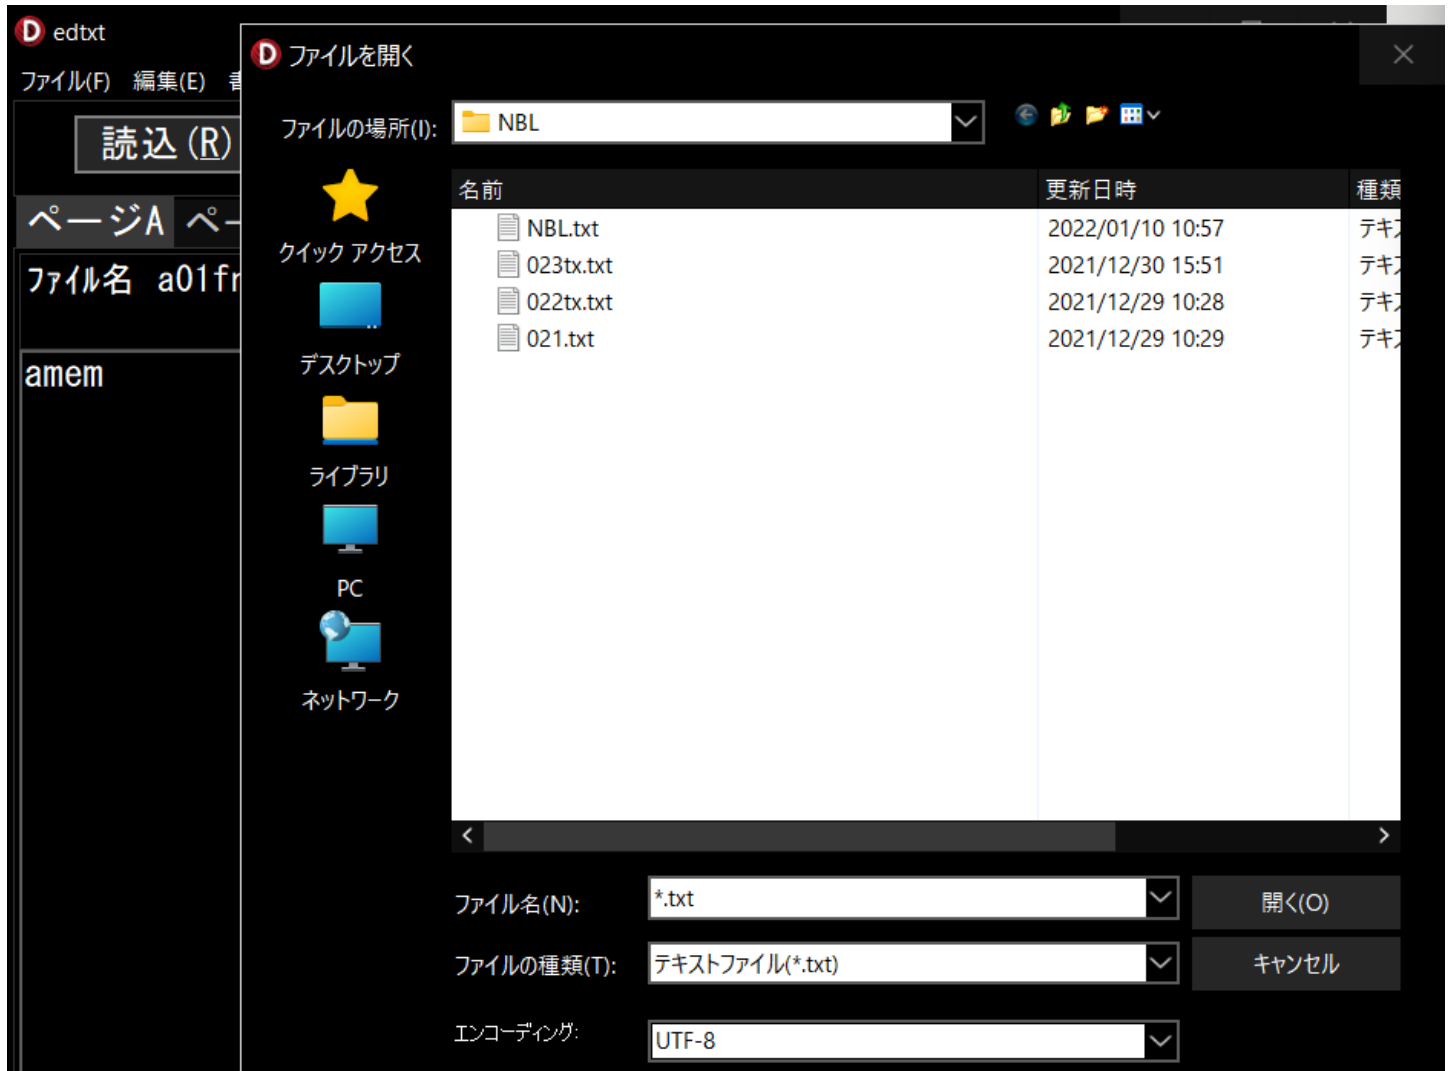 edtxt
ファイル(F) 編集(E)
読込(R)
ページA
ファイル名 a01fr
amem
ファイルを開く
ファイルの場所(I): NBL
クイック アクセス
デスクトップ
ライブラリ
PC
ネットワーク
名前 更新日時 種類
NBL.txt 2022/01/10 10:57
023tx.txt 2021/12/30 15:51
022tx.txt 2021/12/29 10:28
021.txt 2021/12/29 10:29
ファイル名(N): *.txt 開く(O)
ファイルの種類(T): テキストファイル(*.txt) キャンセル
エンコーディング: UTF-8